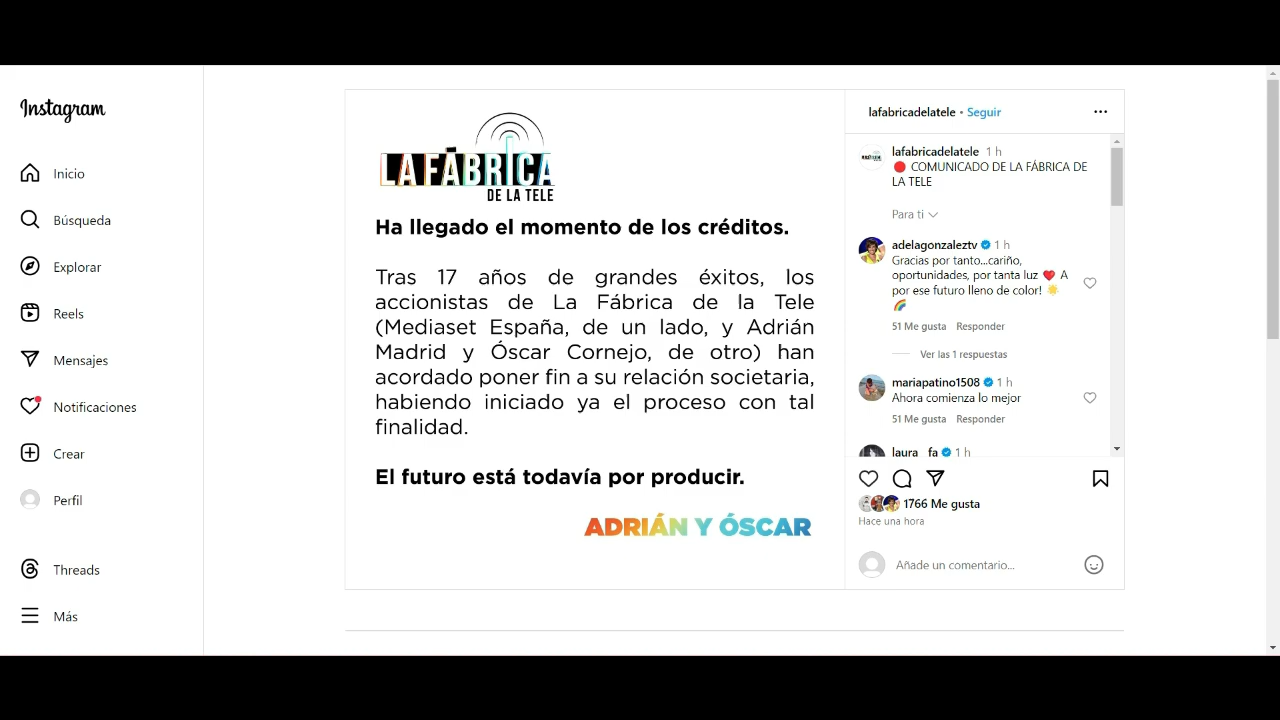 Instagram
Inicio
Búsqueda
Explorar
Reels
Mensajes
Notificaciones
Crear
Perfil
Threads
Más
LA FÁBRICA
DE LA TELE
Ha llegado el momento de los créditos.
Tras 17 años de grandes éxitos, los
accionistas de La Fábrica de la Tele
(Mediaset España, de un lado, y Adrián
Madrid y Óscar Cornejo, de otro) han
acordado poner fin a su relación societaria,
habiendo iniciado ya el proceso con tal
finalidad.
El futuro está todavía por producir.
ADRIÁN Y ÓSCAR
lafabricadelatele • Seguir
lafabricadelatele 1 h
🔴 COMUNICADO DE LA FÁBRICA DE
LA TELE
Para ti
adelagonzaleztv 1 h
Gracias por tanto...cariño,
oportunidades, por tanta luz ❤️ A
por ese futuro lleno de color! 🌟
🌈
51 Me gusta Responder
Ver las 1 respuestas
mariapatino1508 1 h
Ahora comienza lo mejor
51 Me gusta Responder
laura_fa 1 h
1766 Me gusta
Hace una hora
Añade un comentario...